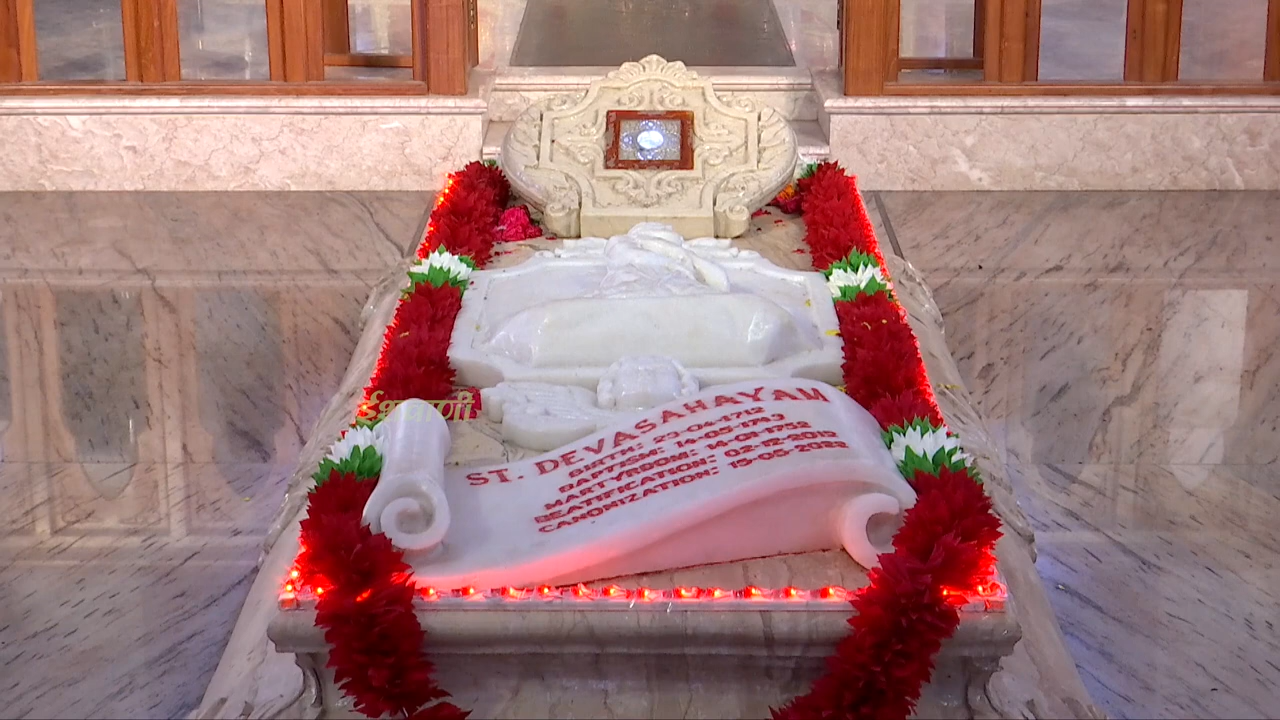 ST. DEVASAHAYAM
BIRTH: 23-04-1712
BAPTISM: 14-05-1745
MARTYRDOM: 14-01-1752
BEATIFICATION: 02-12-2012
CANONIZATION: 15-05-2022